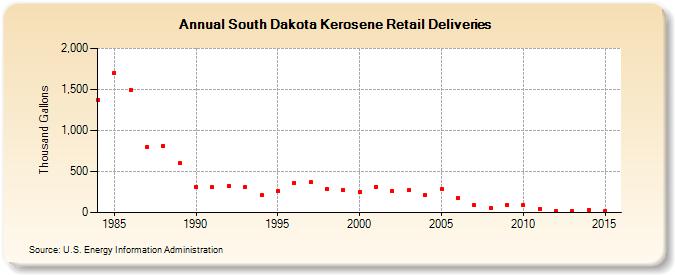 Annual South Dakota Kerosene Retail Deliveries
Thousand Gallons
2,000
1,500
1,000
500
0
1985 1990 1995 2000 2005 2010 2015
Source: U.S. Energy Information Administration